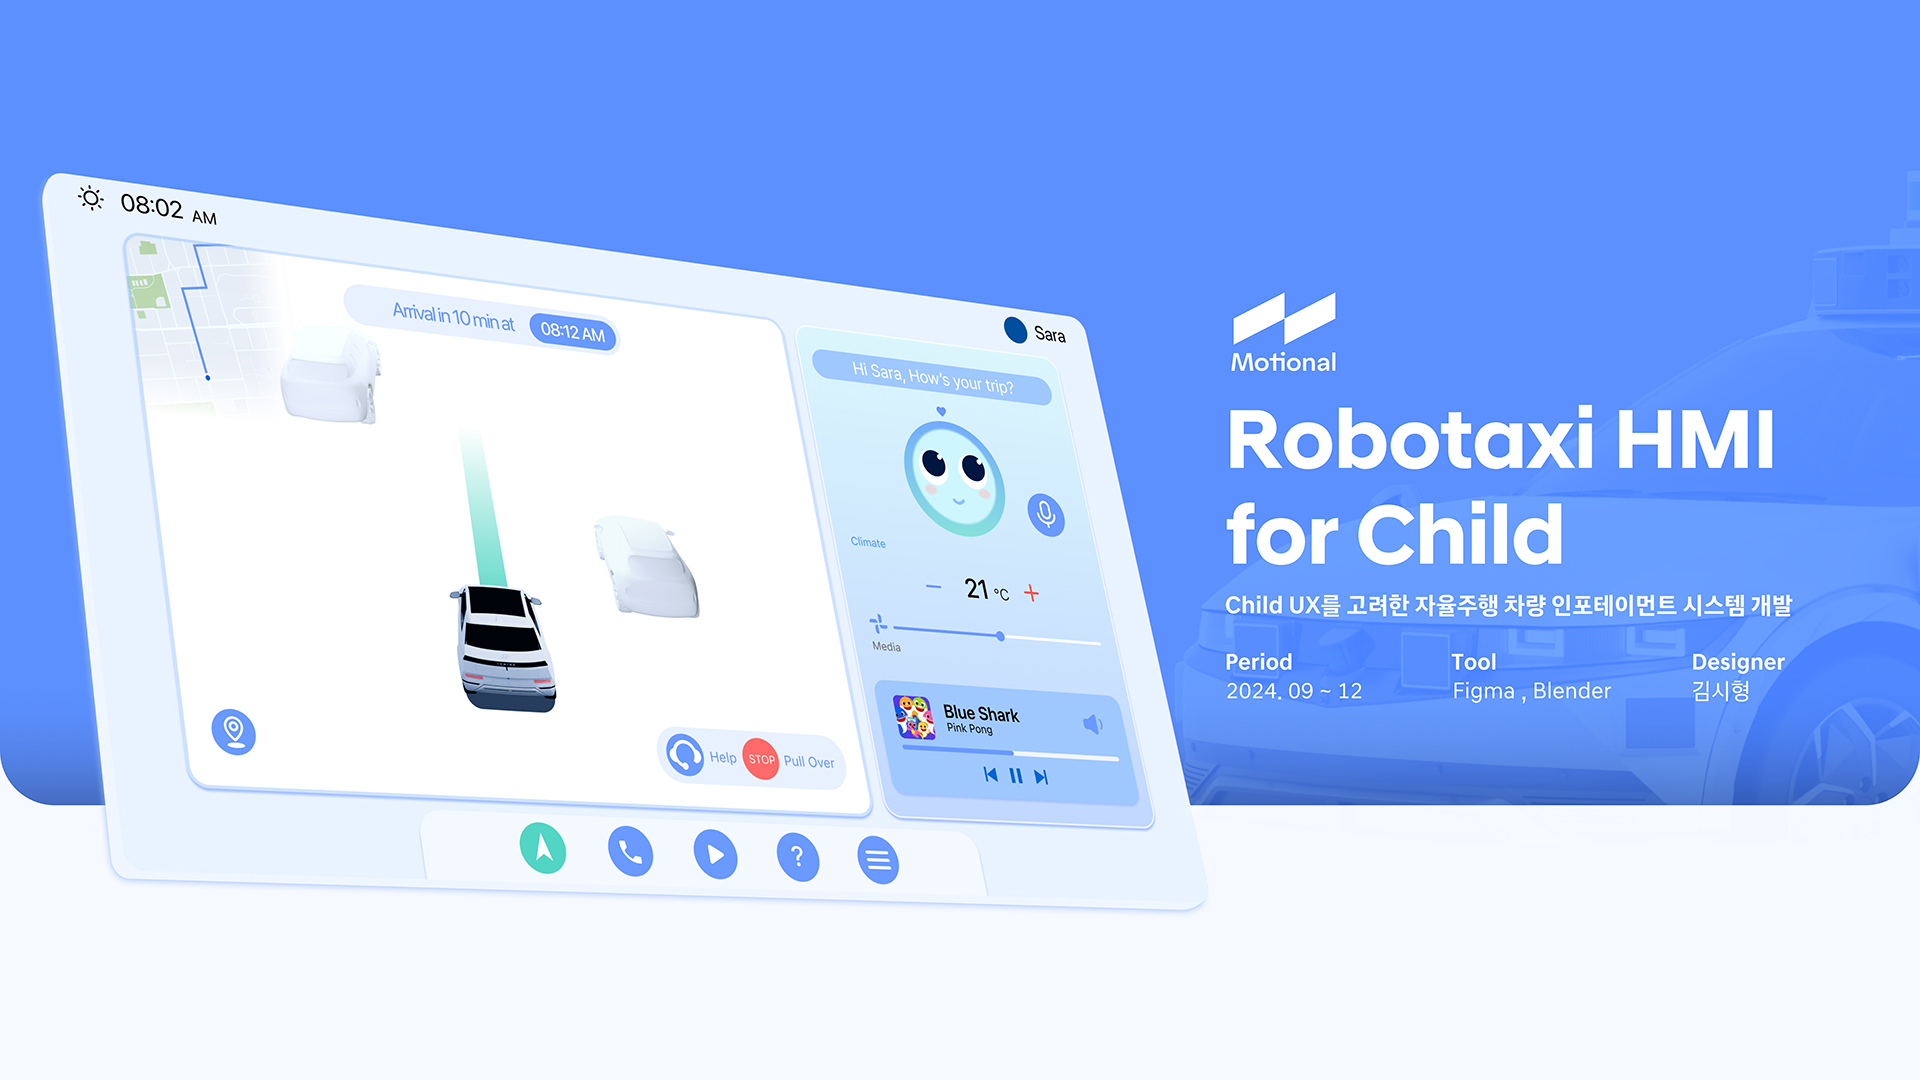 08:02 AM
Arrival in 10 min at 08:12 AM
Sara
Hi Sara, How's your trip?
Climate
21 °C
Media
Blue Shark
Pink Pong
Help STOP Pull Over
?
Motional
Robotaxi HMI
for Child
Child UX를 고려한 자율주행 차량 인포테이먼트 시스템 개발
Period Tool Designer
2024. 09 ~ 12 Figma , Blender 김시형